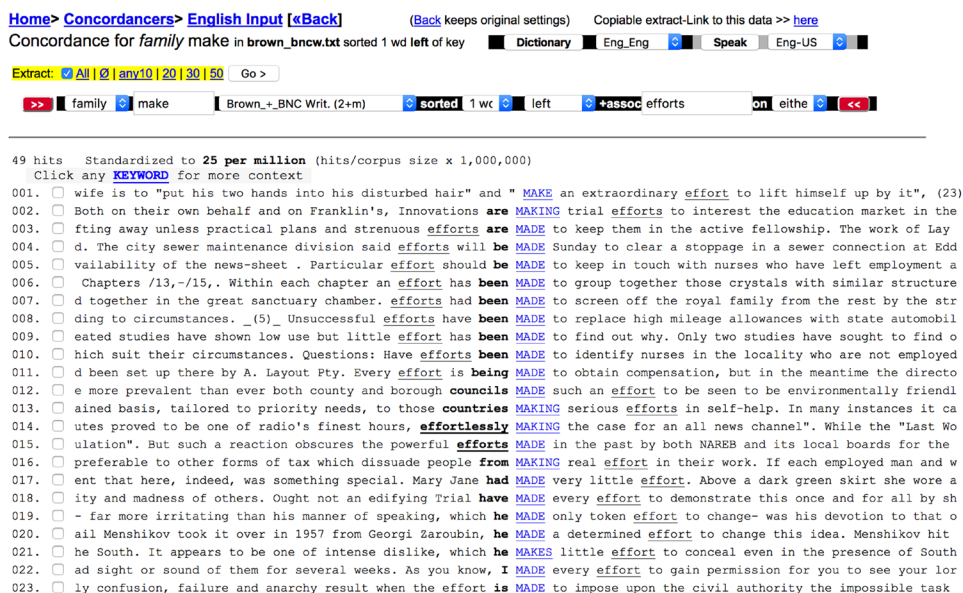 Home> Concordancers> English Input [«Back] (Back keeps original settings) Copiable extract-Link to this data >> here
Concordance for family make in brown_bncw.txt sorted 1 wd left of key Dictionary Eng_Eng Speak Eng-US
Extract: All | Ø | any10 | 20 | 30 | 50 Go >
>> family make Brown_+_BNC Writ. (2+m) sorted 1 wc left +assoc efforts on eithe <<
49 hits Standardized to 25 per million (hits/corpus size x 1,000,000)
Click any KEYWORD for more context
001. wife is to "put his two hands into his disturbed hair" and " MAKE an extraordinary effort to lift himself up by it", (23)
002. Both on their own behalf and on Franklin's, Innovations are MAKING trial efforts to interest the education market in the
003. fting away unless practical plans and strenuous efforts are MADE to keep them in the active fellowship. The work of Lay
004. d. The city sewer maintenance division said efforts will be MADE Sunday to clear a stoppage in a sewer connection at Edd
005. vailability of the news-sheet . Particular effort should be MADE to keep in touch with nurses who have left employment a
006. Chapters /13,-/15,. Within each chapter an effort has been MADE to group together those crystals with similar structure
007. d together in the great sanctuary chamber. efforts had been MADE to screen off the royal family from the rest by the str
008. ding to circumstances. _(5)_ Unsuccessful efforts have been MADE to replace high mileage allowances with state automobil
009. eated studies have shown low use but little effort has been MADE to find out why. Only two studies have sought to find o
010. hich suit their circumstances. Questions: Have efforts been MADE to identify nurses in the locality who are not employed
011. d been set up there by A. Layout Pty. Every effort is being MADE to obtain compensation, but in the meantime the directo
012. e more prevalent than ever both county and borough councils MADE such an effort to be seen to be environmentally friendl
013. ained basis, tailored to priority needs, to those countries MAKING serious efforts in self-help. In many instances it ca
014. utes proved to be one of radio's finest hours, effortlessly MAKING the case for an all news channel". While the "Last Wo
015. ulation". But such a reaction obscures the powerful efforts MADE in the past by both NAREB and its local boards for the
016. preferable to other forms of tax which dissuade people from MAKING real effort in their work. If each employed man and w
017. ent that here, indeed, was something special. Mary Jane had MADE very little effort. Above a dark green skirt she wore a
018. ity and madness of others. Ought not an edifying Trial have MADE every effort to demonstrate this once and for all by sh
019. - far more irritating than his manner of speaking, which he MADE only token effort to change- was his devotion to that o
020. ail Menshikov took it over in 1957 from Georgi Zaroubin, he MADE a determined effort to change this idea. Menshikov hit
021. he South. It appears to be one of intense dislike, which he MAKES little effort to conceal even in the presence of South
022. ad sight or sound of them for several weeks. As you know, I MADE every effort to gain permission for you to see your lor
023. ly confusion, failure and anarchy result when the effort is MADE to impose upon the civil authority the impossible task